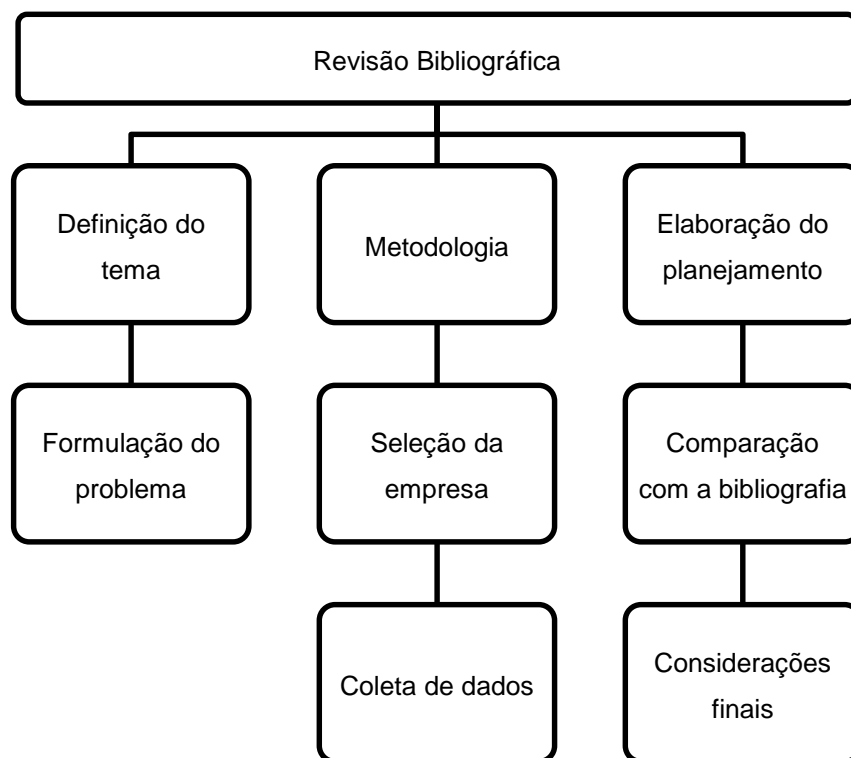 Revisão Bibliográfica
Definição do
tema
Metodologia
Elaboração do
planejamento
Formulação do
problema
Seleção da
empresa
Comparação
com a bibliografia
Coleta de dados
Considerações
finais